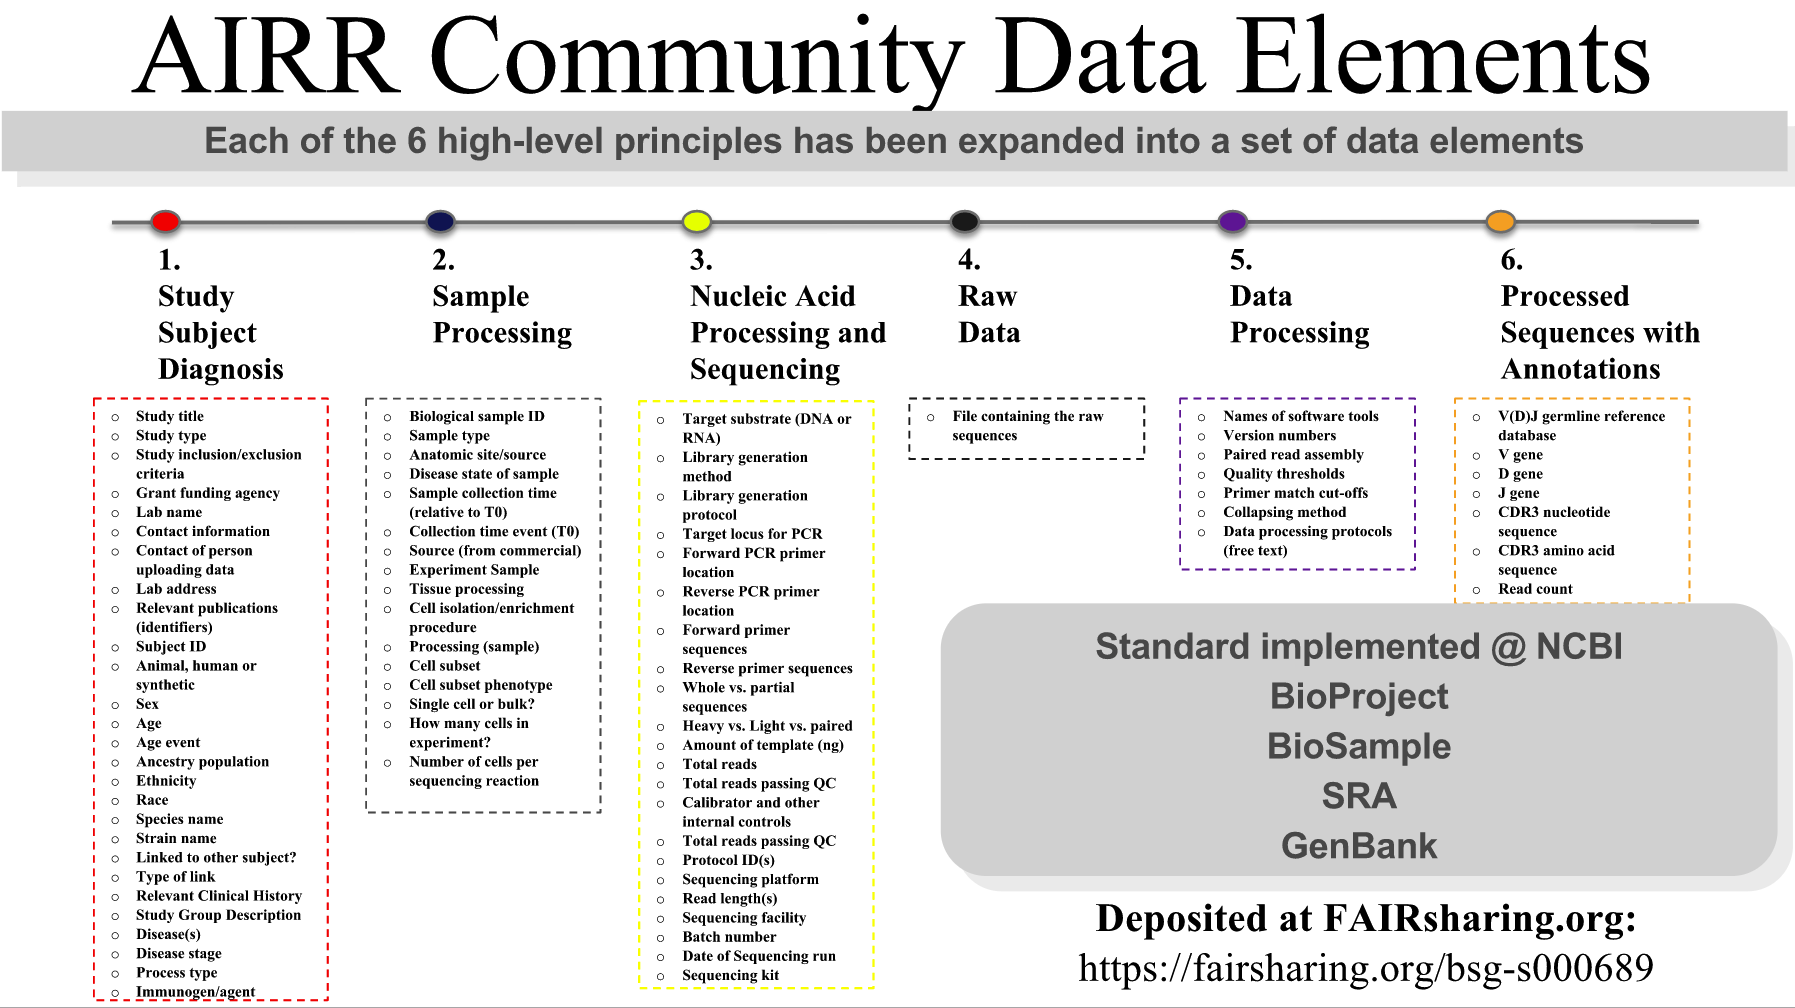 AIRR Community Data Elements
Each of the 6 high-level principles has been expanded into a set of data elements
1.
Study
Subject
Diagnosis
○ Study title
○ Study type
○ Study inclusion/exclusion
criteria
○ Grant funding agency
○ Lab name
○ Contact information
○ Contact of person
uploading data
○ Lab address
○ Relevant publications
(identifiers)
○ Subject ID
○ Animal, human or
synthetic
○ Sex
○ Age
○ Age event
○ Ancestry population
○ Ethnicity
○ Race
○ Species name
○ Strain name
○ Linked to other subject?
○ Type of link
○ Relevant Clinical History
○ Study Group Description
○ Disease(s)
○ Disease stage
○ Process type
○ Immunogen/agent
2.
Sample
Processing
○ Biological sample ID
○ Sample type
○ Anatomic site/source
○ Disease state of sample
○ Sample collection time
(relative to T0)
○ Collection time event (T0)
○ Source (from commercial)
○ Experiment Sample
○ Tissue processing
○ Cell isolation/enrichment
procedure
○ Processing (sample)
○ Cell subset
○ Cell subset phenotype
○ Single cell or bulk?
○ How many cells in
experiment?
○ Number of cells per
sequencing reaction
3.
Nucleic Acid
Processing and
Sequencing
○ Target substrate (DNA or
RNA)
○ Library generation
method
○ Library generation
protocol
○ Target locus for PCR
○ Forward PCR primer
location
○ Reverse PCR primer
location
○ Forward primer
sequences
○ Reverse primer sequences
○ Whole vs. partial
sequences
○ Heavy vs. Light vs. paired
○ Amount of template (ng)
○ Total reads
○ Total reads passing QC
○ Calibrator and other
internal controls
○ Total reads passing QC
○ Protocol ID(s)
○ Sequencing platform
○ Read length(s)
○ Sequencing facility
○ Batch number
○ Date of Sequencing run
○ Sequencing kit
4.
Raw
Data
○ File containing the raw
sequences
5.
Data
Processing
○ Names of software tools
○ Version numbers
○ Paired read assembly
○ Quality thresholds
○ Primer match cut-offs
○ Collapsing method
○ Data processing protocols
(free text)
6.
Processed
Sequences with
Annotations
○ V(D)J germline reference
database
○ V gene
○ D gene
○ J gene
○ CDR3 nucleotide
sequence
○ CDR3 amino acid
sequence
○ Read count
Standard implemented @ NCBI
BioProject
BioSample
SRA
GenBank
Deposited at FAIRsharing.org:
https://fairsharing.org/bsg-s000689